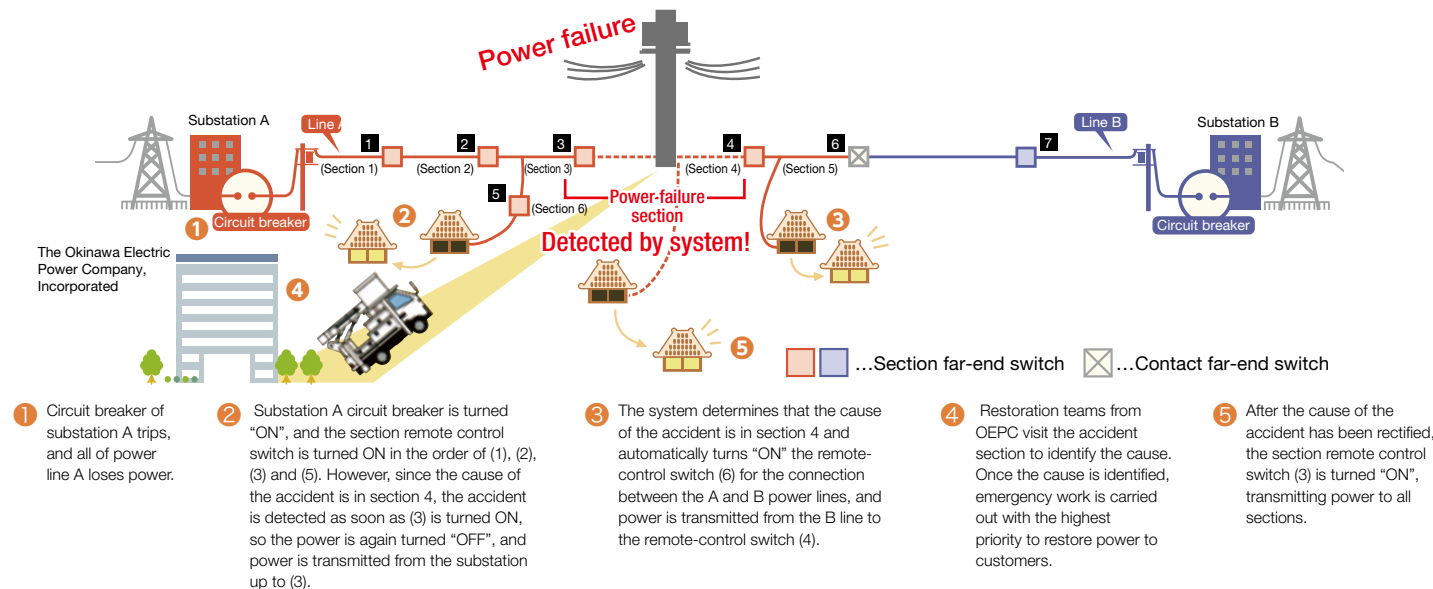 Power failure
Substation A
Line A
1
2
3
4
6
7
Line B
Substation B
(Section 1)
(Section 2)
(Section 3)
(Section 4)
(Section 5)
5
(Section 6)
Power-failure
section
Detected by system!
Circuit breaker
Circuit breaker
1
2
3
The Okinawa Electric
Power Company,
Incorporated
4
5
…Section far-end switch
…Contact far-end switch
1 Circuit breaker of
substation A trips,
and all of power
line A loses power.
2 Substation A circuit breaker is turned
“ON”, and the section remote control
switch is turned ON in the order of (1), (2),
(3) and (5). However, since the cause of
the accident is in section 4, the accident
is detected as soon as (3) is turned ON,
so the power is again turned “OFF”, and
power is transmitted from the substation
up to (3).
3 The system determines that the cause
of the accident is in section 4 and
automatically turns “ON” the remote-
control switch (6) for the connection
between the A and B power lines, and
power is transmitted from the B line to
the remote-control switch (4).
4 Restoration teams from
OEPC visit the accident
section to identify the cause.
Once the cause is identified,
emergency work is carried
out with the highest
priority to restore power to
customers.
5 After the cause of the
accident has been rectified,
the section remote control
switch (3) is turned “ON”,
transmitting power to all
sections.